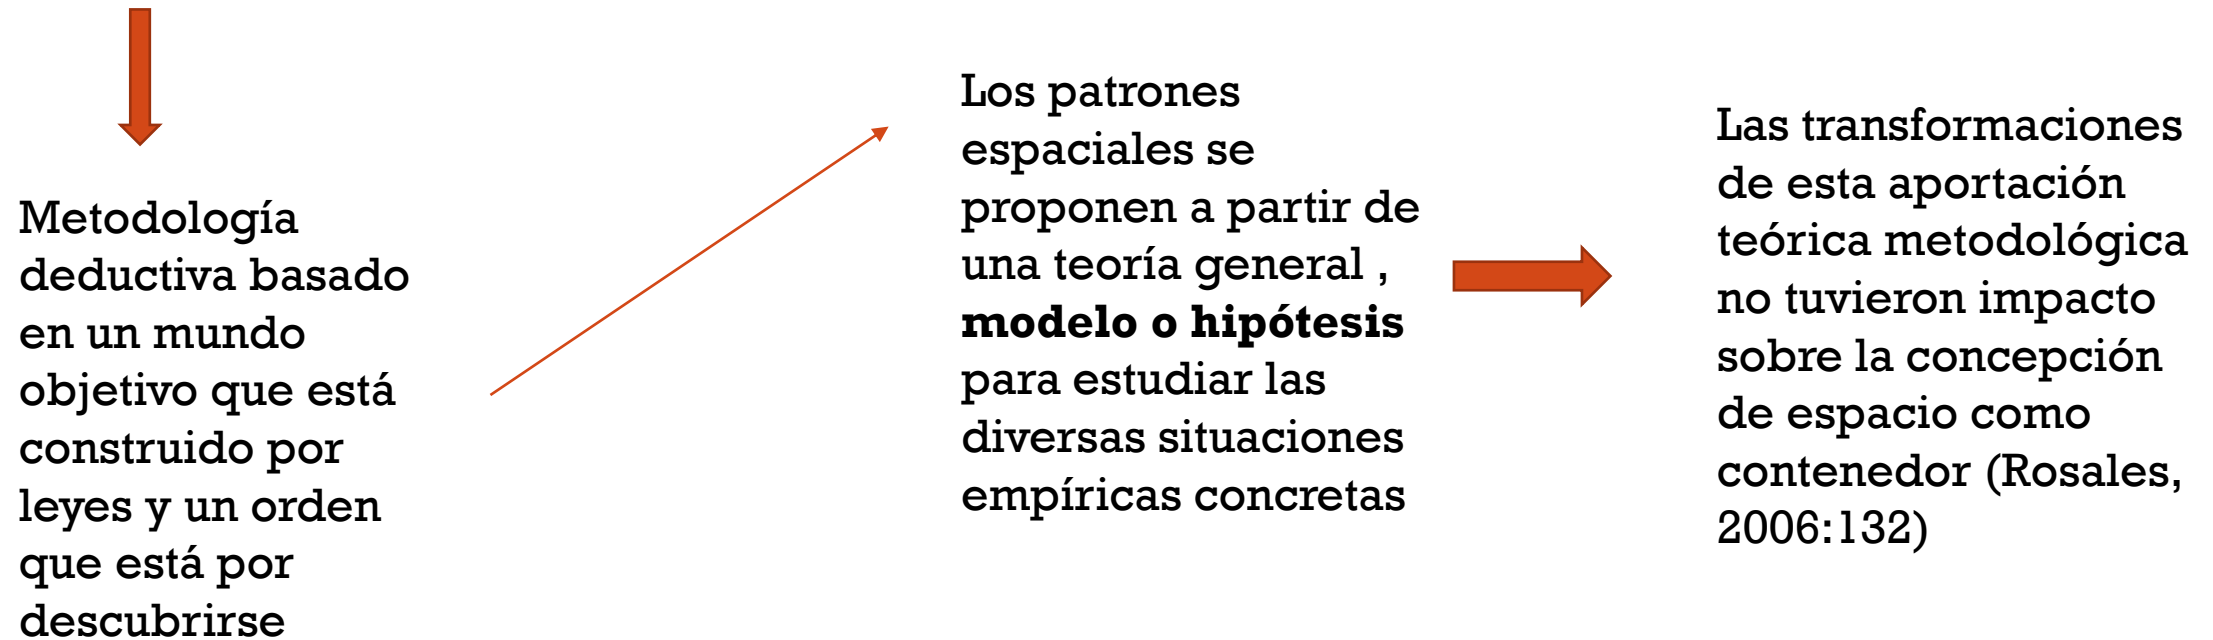 Metodología
deductiva basado
en un mundo
objetivo que está
construido por
leyes y un orden
que está por
descubrirse
Los patrones
espaciales se
proponen a partir de
una teoría general ,
modelo o hipótesis
para estudiar las
diversas situaciones
empíricas concretas
Las transformaciones
de esta aportación
teórica metodológica
no tuvieron impacto
sobre la concepción
de espacio como
contenedor (Rosales,
2006:132)